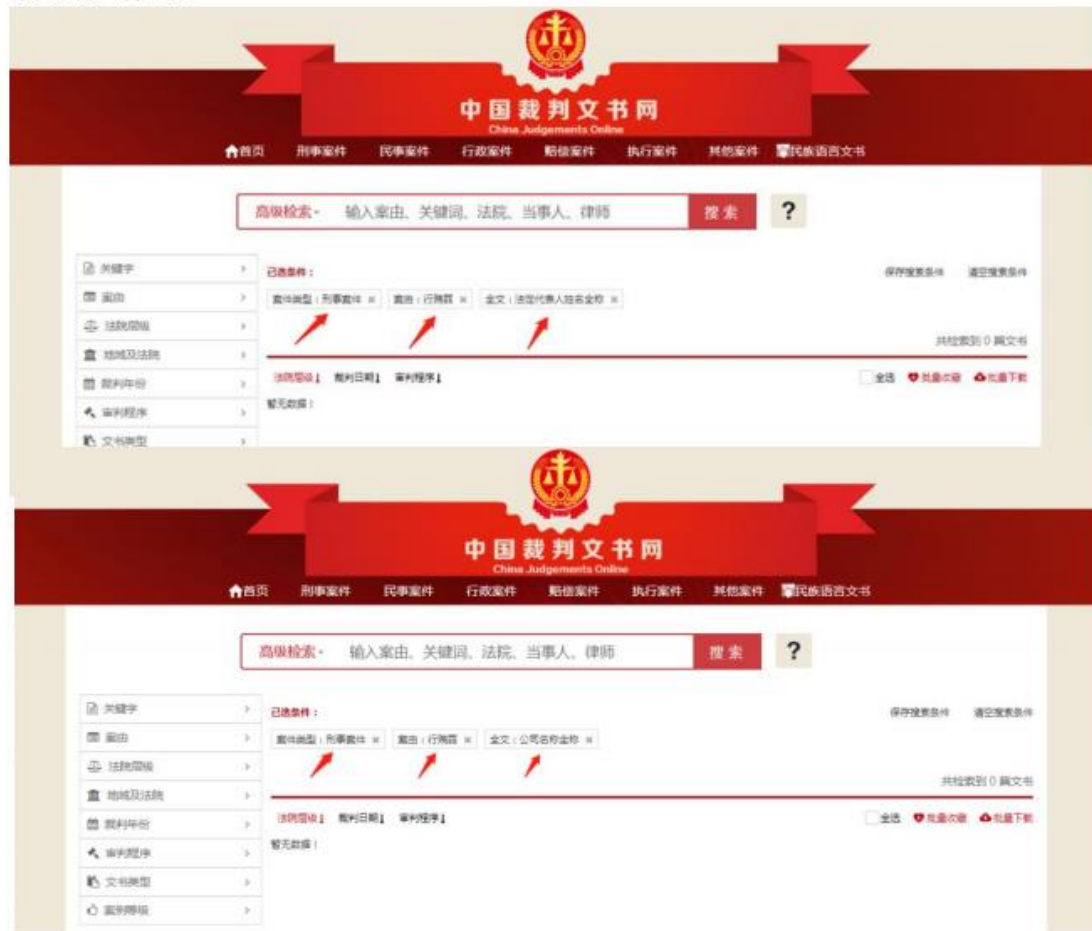 中国裁判文书网
China Judgements Online
首页 刑事案件 民事案件 行政案件 赔偿案件 执行案件 其他案件 民族语言文书
高级检索 输入案由、关键词、法院、当事人、律师 搜索 ?
关键字
案由
法院层级
地域及法院
裁判年份
审判程序
文书类型
已选条件：
保存搜索条件 清空搜索条件
案件类型：刑事案件 × 案由：行贿罪 × 全文：法定代表人姓名全称 ×
共检索到 0 篇文书
法院层级 裁判日期 审判程序 全选 批量收藏 批量下载
暂无数据！
中国裁判文书网
China Judgements Online
首页 刑事案件 民事案件 行政案件 赔偿案件 执行案件 其他案件 民族语言文书
高级检索 输入案由、关键词、法院、当事人、律师 搜索 ?
关键字
案由
法院层级
地域及法院
裁判年份
审判程序
文书类型
案例等级
已选条件：
保存搜索条件 清空搜索条件
案件类型：刑事案件 × 案由：行贿罪 × 全文：公司名称全称 ×
共检索到 0 篇文书
法院层级 裁判日期 审判程序 全选 批量收藏 批量下载
暂无数据！